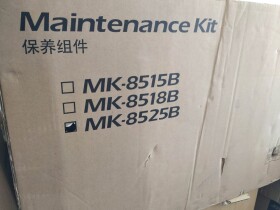 Maintenance Kit
保养组件
MK-8515B
MK-8518B
MK-8525B